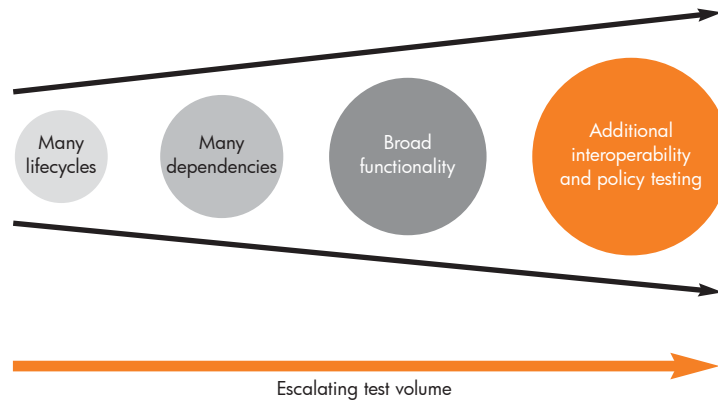 Many
lifecycles
Many
dependencies
Broad
functionality
Additional
interoperability
and policy testing
Escalating test volume